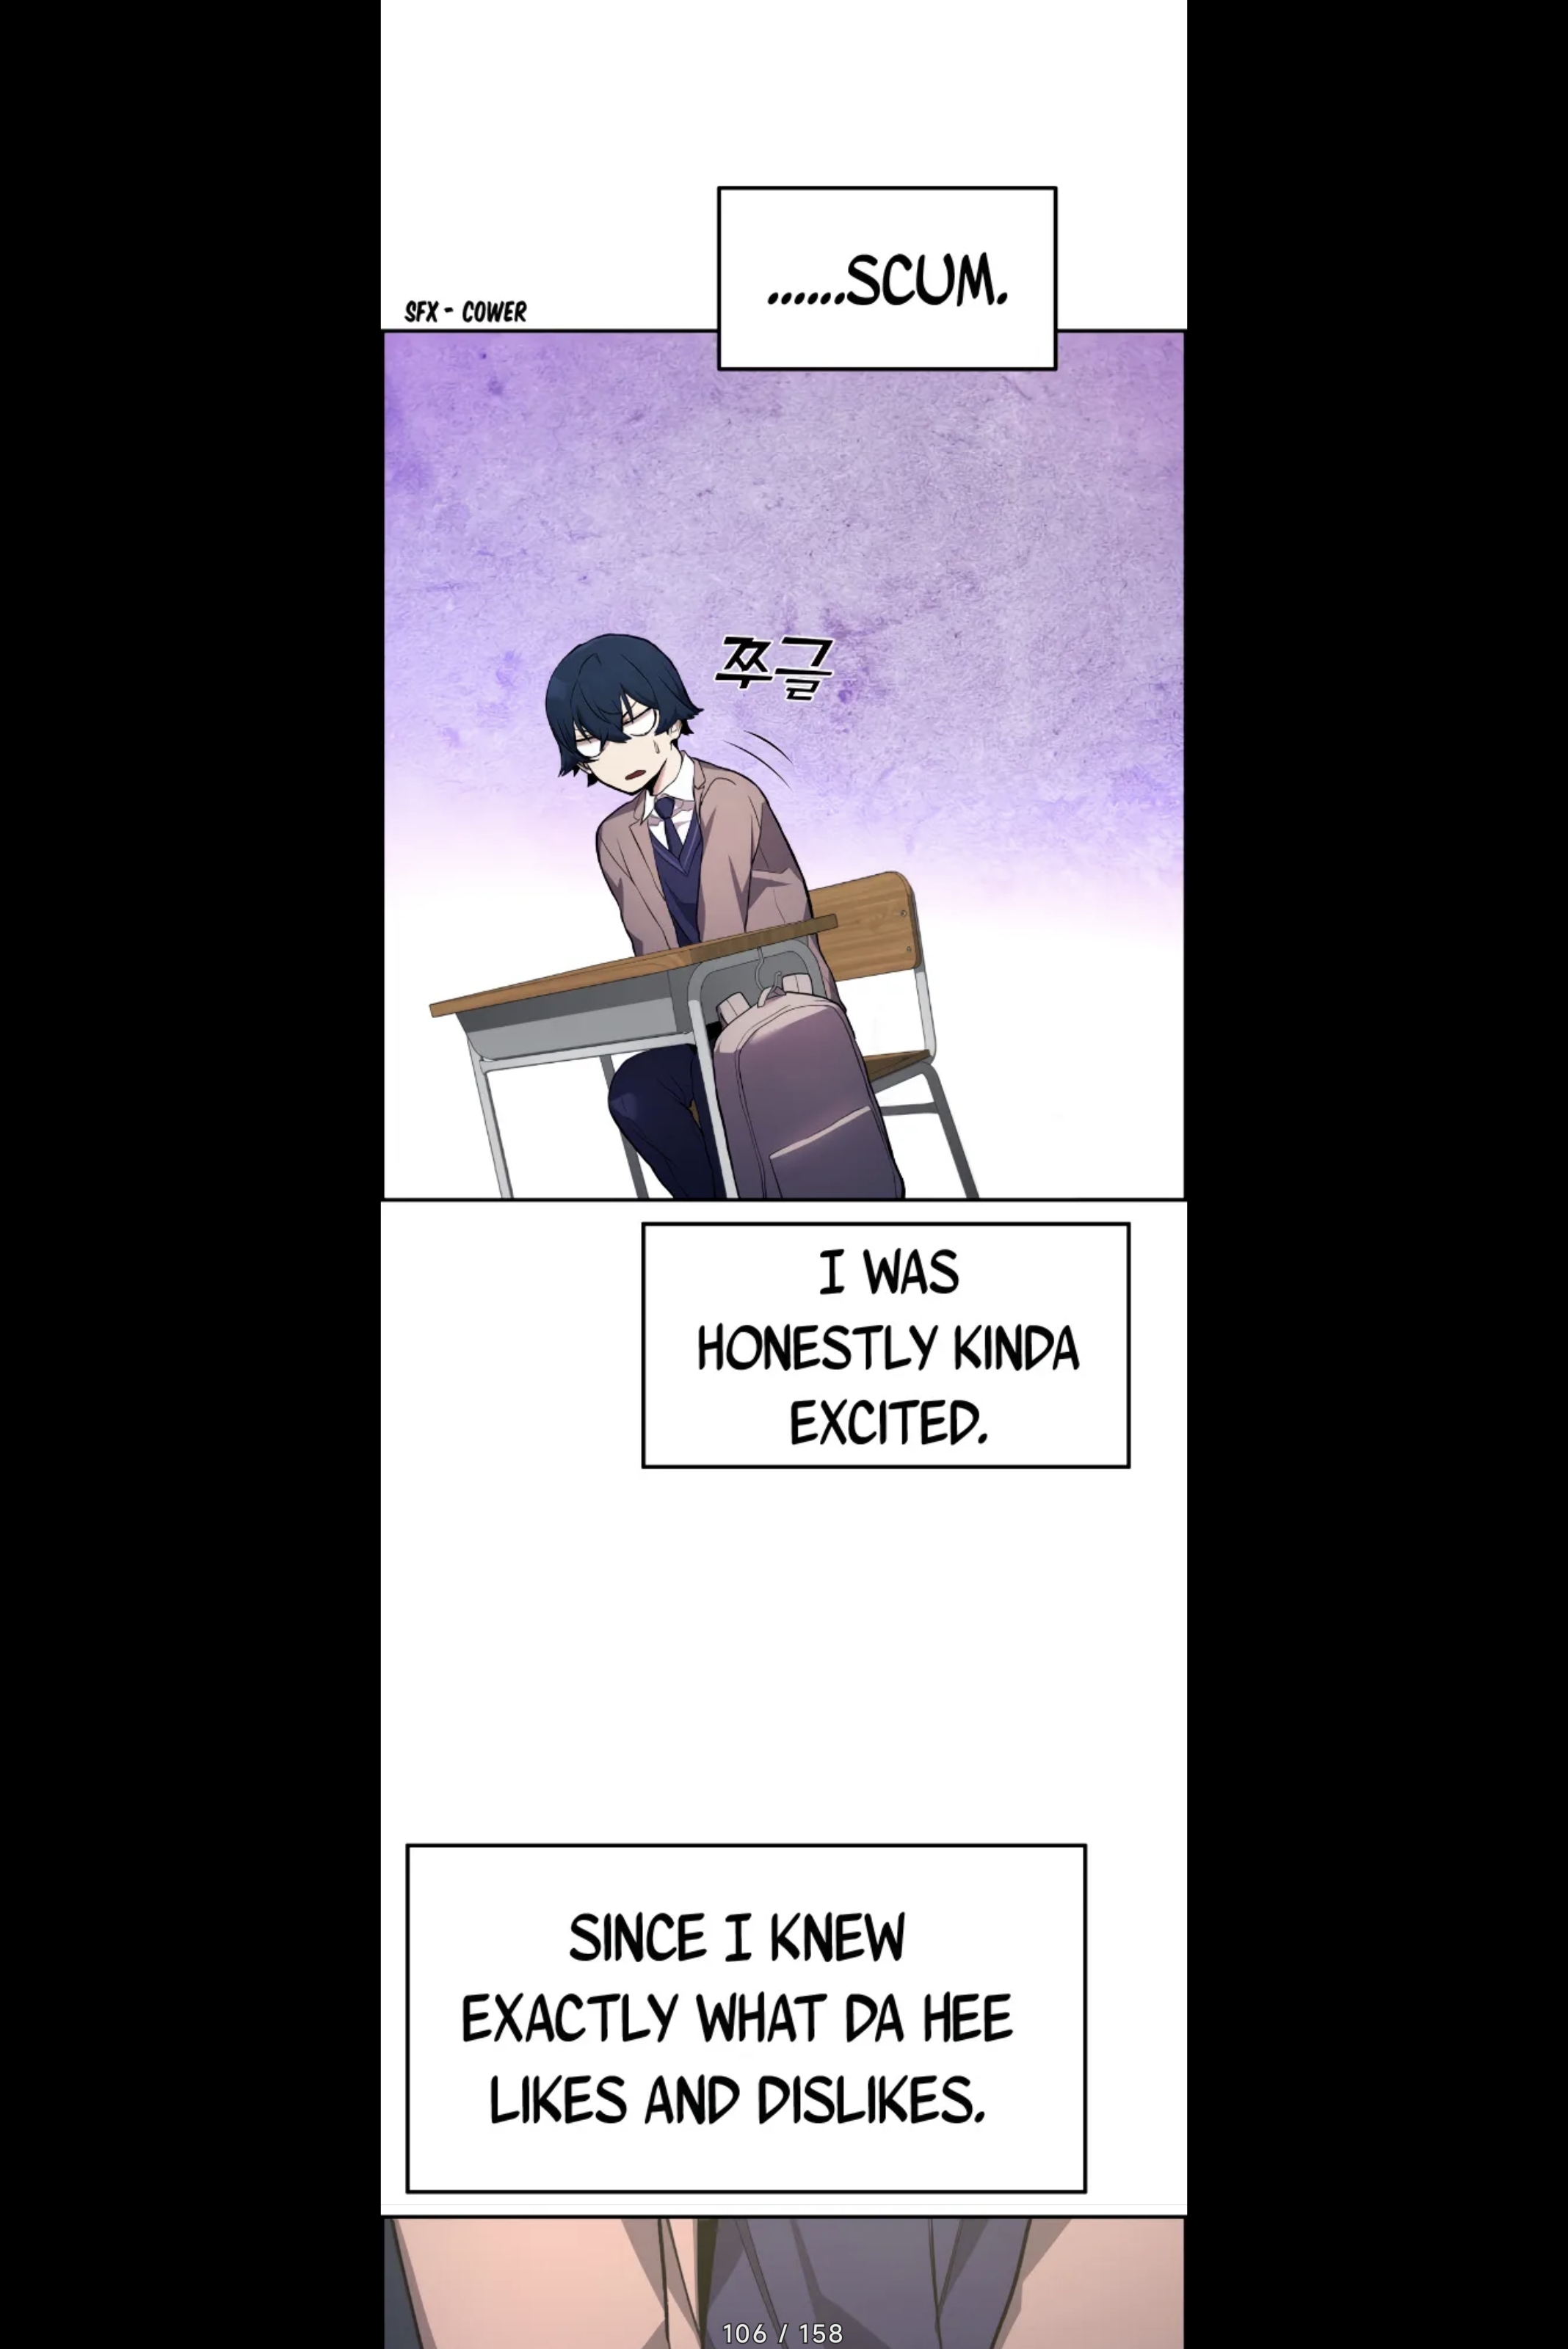 ......SCUM.
SFX - COWER
쭈글
I WAS
HONESTLY KINDA
EXCITED.
SINCE I KNEW
EXACTLY WHAT DA HEE
LIKES AND DISLIKES.
106 / 158